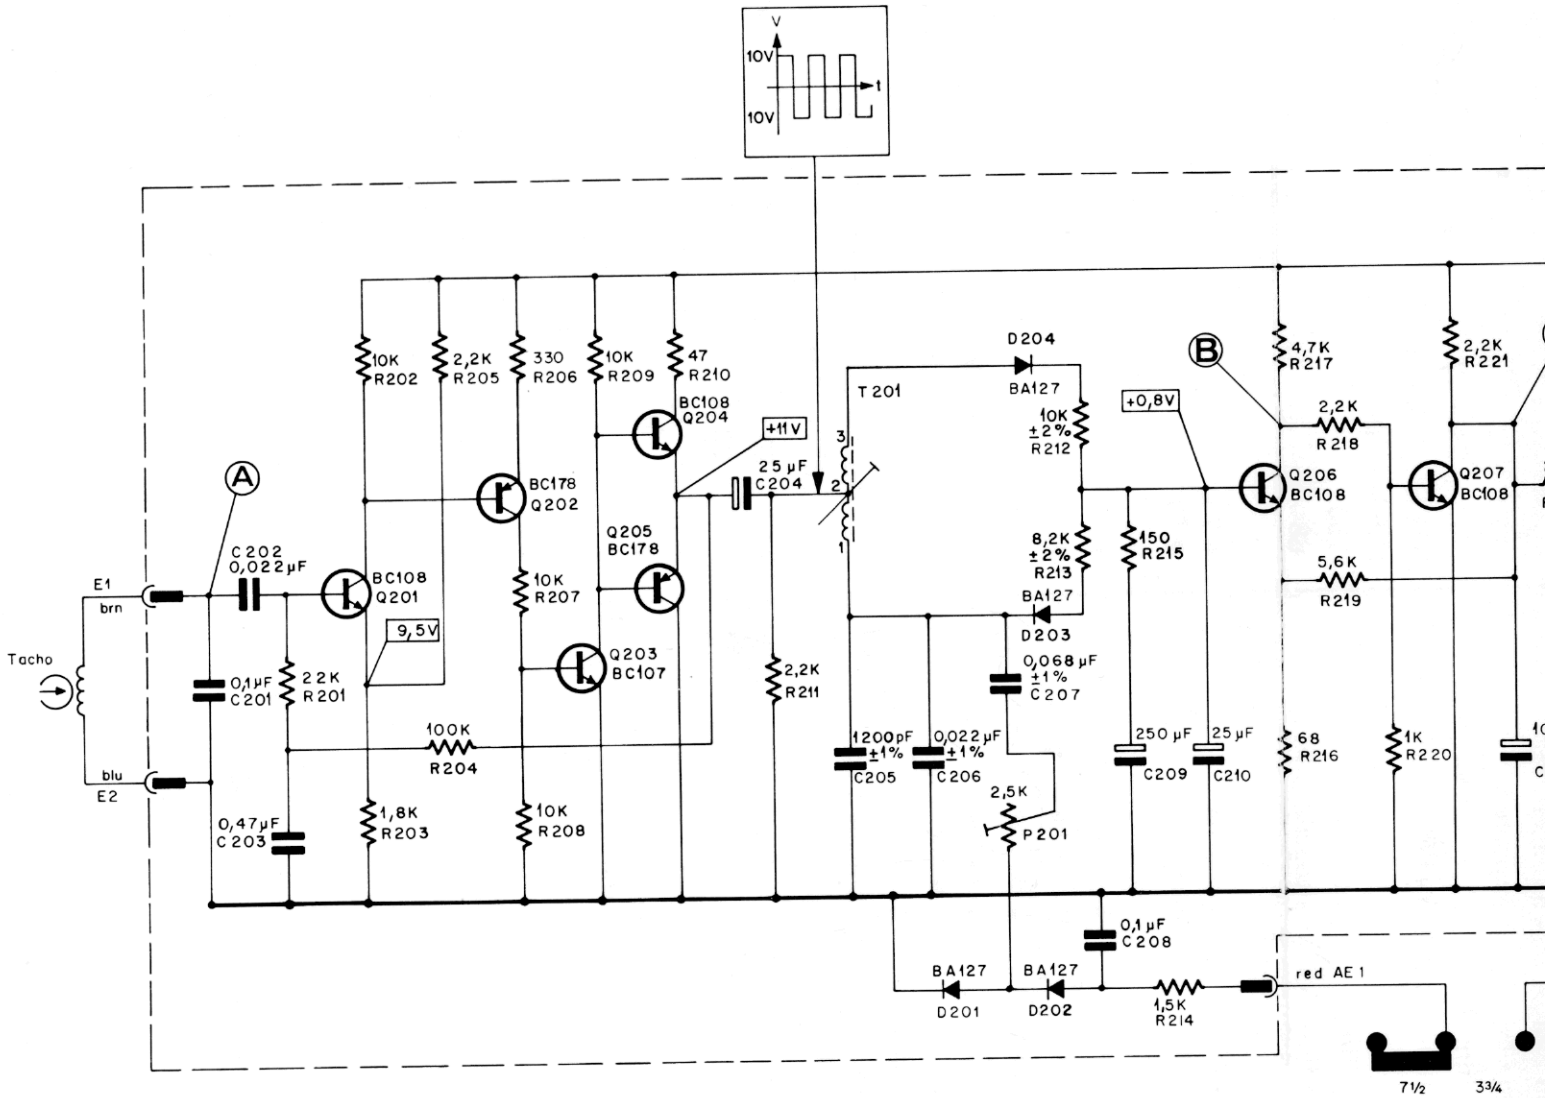 V
10V
t
10V
D204
BA127
T201
10K
R202
2,2K
R205
330
R206
10K
R209
47
R210
BC108
Q204
+11V
25µF
C204
3
2
1
10K
±2%
R212
+0,8V
B
4,7K
R217
2,2K
R218
2,2K
R221
Q206
BC108
Q207
BC108
A
BC178
Q202
Q205
BC178
8,2K
±2%
R213
150
R215
5,6K
R219
C202
0,022µF
E1
brn
BC108
Q201
10K
R207
BA127
D203
9,5V
Tacho
0,1µF
C201
22K
R201
Q203
BC107
2,2K
R211
0,068µF
±1%
C207
100K
R204
1200pF
±1%
C205
0,022µF
±1%
C206
250µF
C209
25µF
C210
68
R216
1K
R220
10
C
blu
E2
2,5K
P201
0,47µF
C203
1,8K
R203
10K
R208
0,1µF
C208
BA127
D201
BA127
D202
1,5K
R214
red AE1
7½
3¾